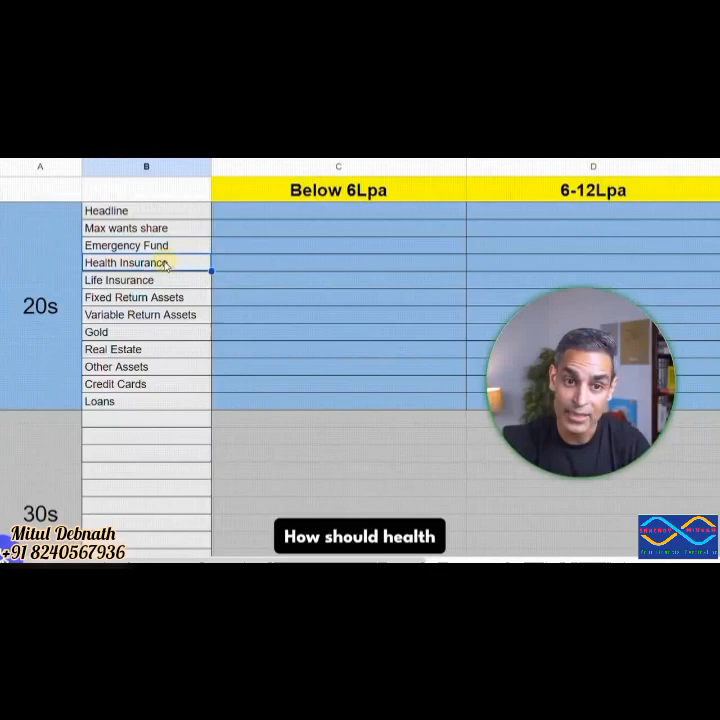 A B C D
Below 6Lpa 6-12Lpa
20s
Headline
Max wants share
Emergency Fund
Health Insurance
Life Insurance
Fixed Return Assets
Variable Return Assets
Gold
Real Estate
Other Assets
Credit Cards
Loans
30s
How should health
Mitul Debnath
+91 8240567936